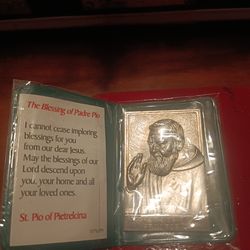 The Blessing of Padre Pio
I cannot cease imploring
blessings for you
from our dear Jesus.
May the blessings of our
Lord descend upon
you, your home and all
your loved ones.
St. Pio of Pietrelcina